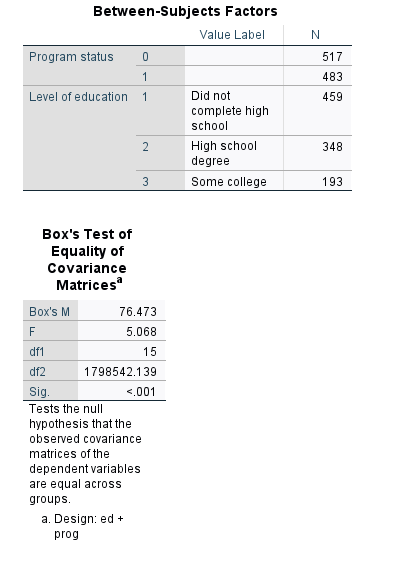 Between-Subjects Factors
Value Label N
Program status 0 517
1 483
Level of education 1 Did not complete high school 459
2 High school degree 348
3 Some college 193
Box's Test of
Equality of
Covariance
Matricesa
Box's M 76.473
F 5.068
df1 15
df2 1798542.139
Sig. <.001
Tests the null
hypothesis that the
observed covariance
matrices of the
dependent variables
are equal across
groups.
a. Design: ed +
prog